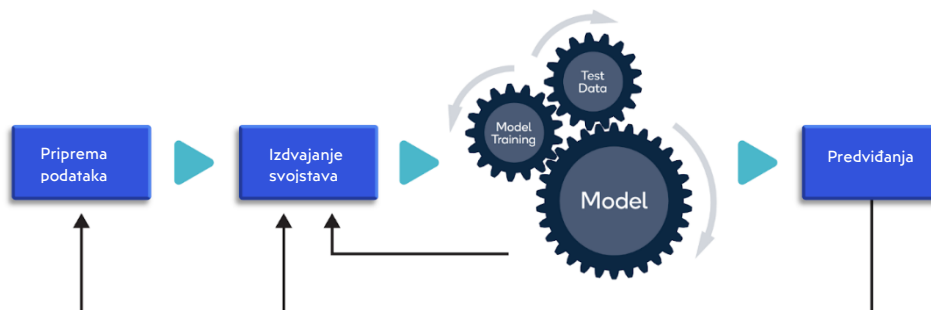 Priprema
podataka
Izdvajanje
svojstava
Model
Training
Test
Data
Model
Predviđanja